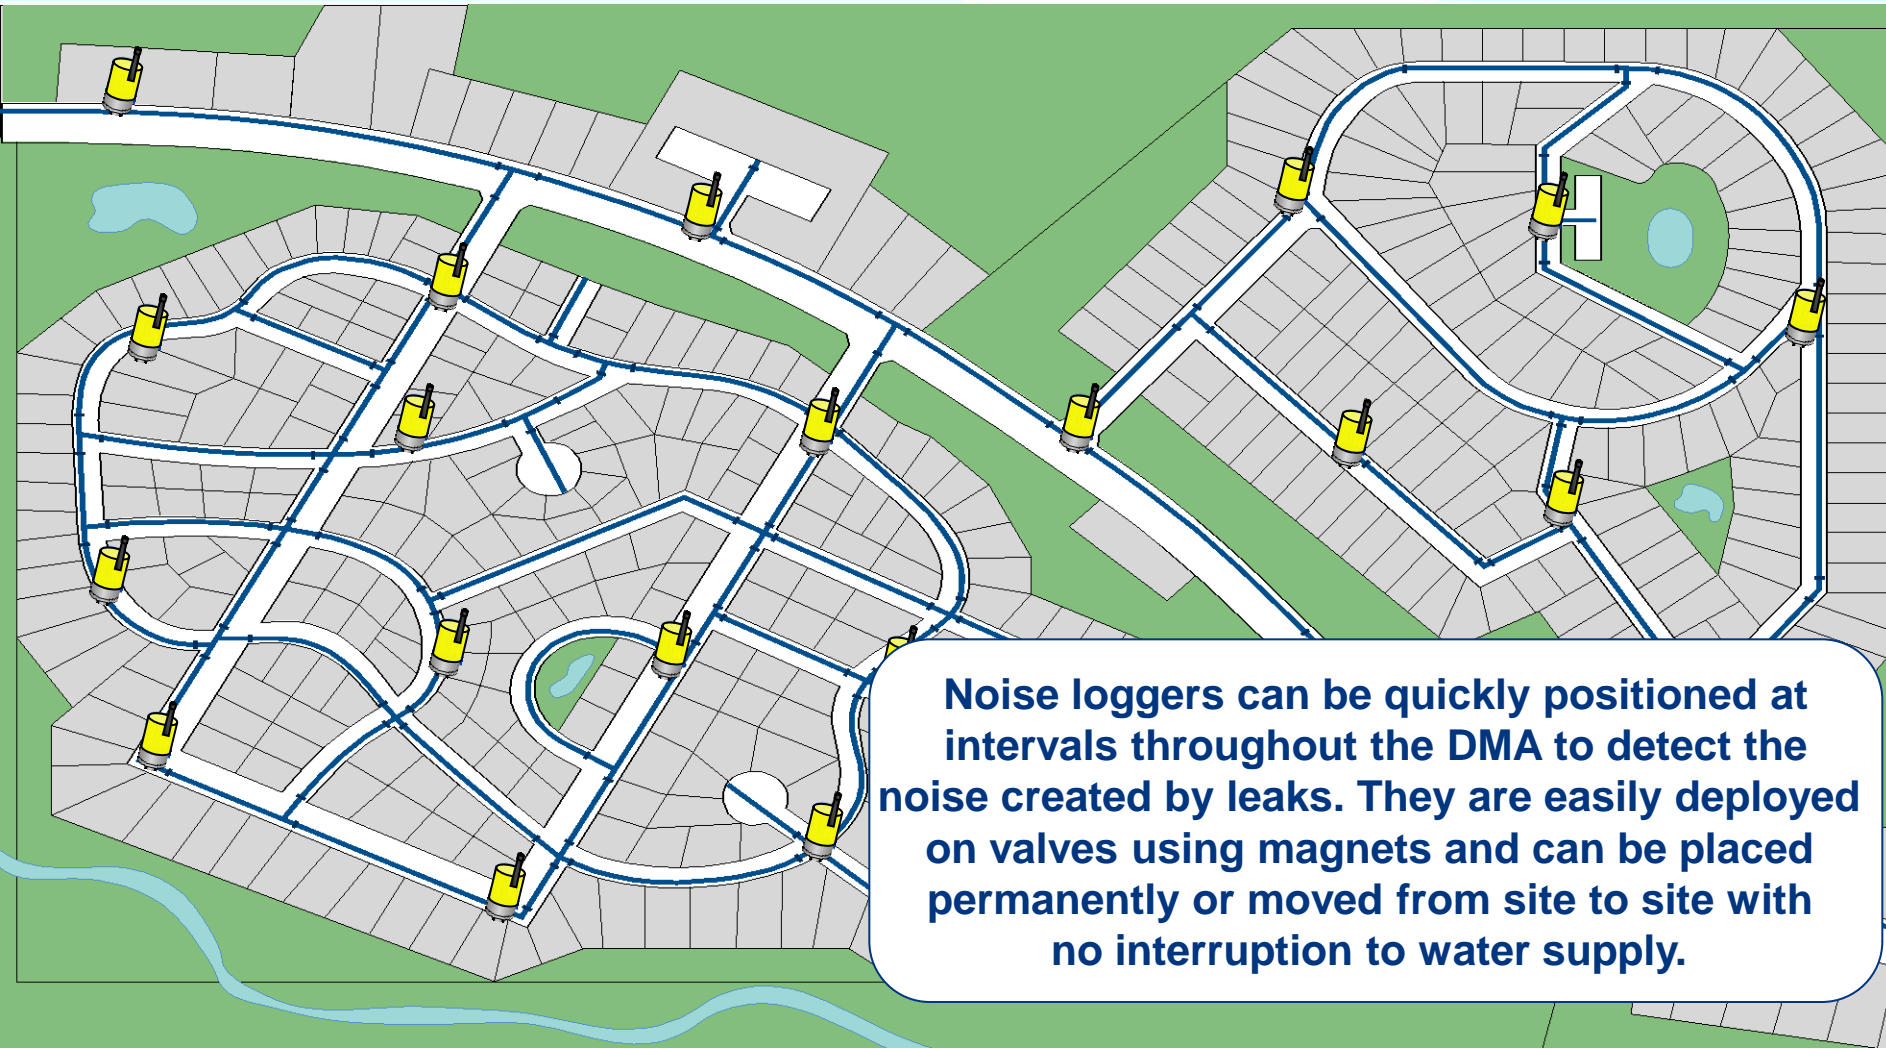 Noise loggers can be quickly positioned at
intervals throughout the DMA to detect the
noise created by leaks. They are easily deployed
on valves using magnets and can be placed
permanently or moved from site to site with
no interruption to water supply.